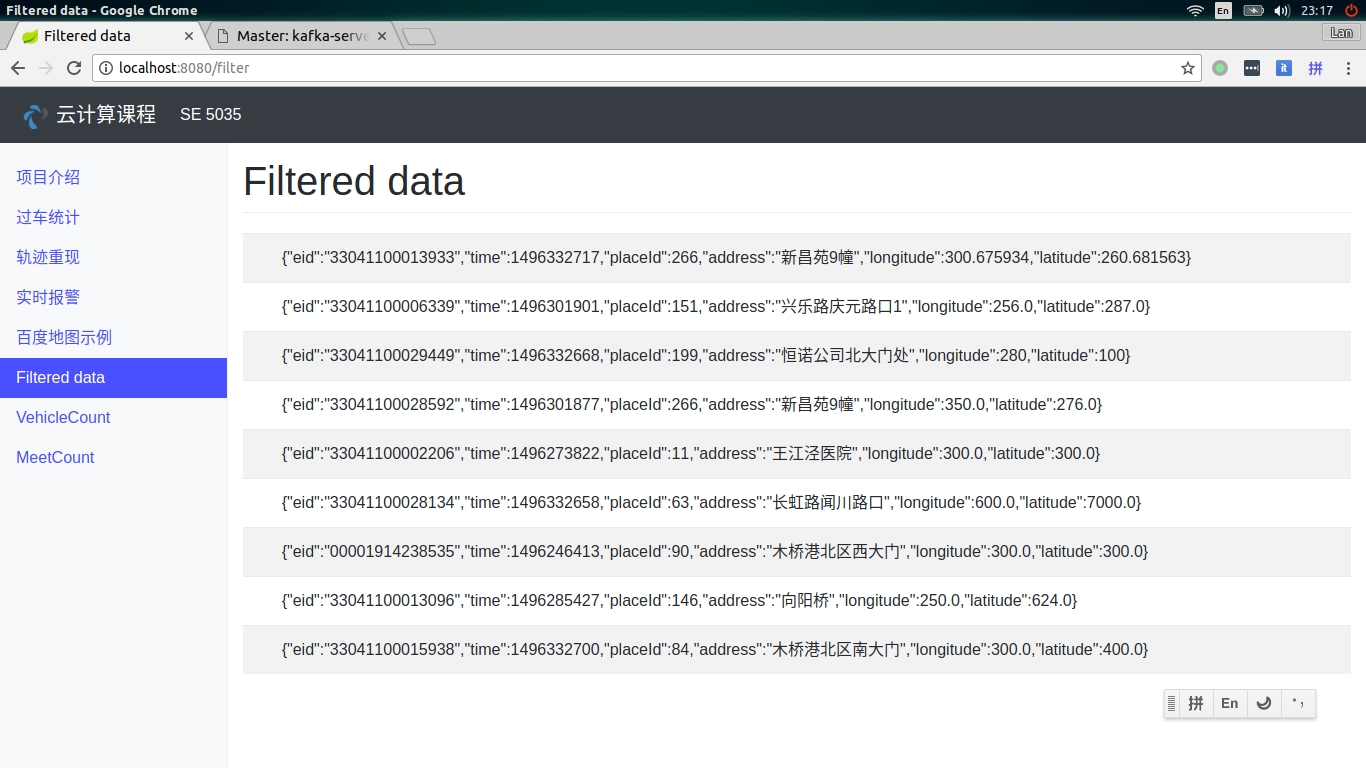 Filtered data - Google Chrome
En
23:17
Filtered data
Master: kafka-serve
Lan
localhost:8080/filter
it
拼
云计算课程
SE 5035
项目介绍
过车统计
轨迹重现
实时报警
百度地图示例
Filtered data
VehicleCount
MeetCount
Filtered data
{"eid":"33041100013933","time":1496332717,"placeId":266,"address":"新昌苑9幢","longitude":300.675934,"latitude":260.681563}
{"eid":"33041100006339","time":1496301901,"placeId":151,"address":"兴乐路庆元路口1","longitude":256.0,"latitude":287.0}
{"eid":"33041100029449","time":1496332668,"placeId":199,"address":"恒诺公司北大门处","longitude":280,"latitude":100}
{"eid":"33041100028592","time":1496301877,"placeId":266,"address":"新昌苑9幢","longitude":350.0,"latitude":276.0}
{"eid":"33041100002206","time":1496273822,"placeId":11,"address":"王江泾医院","longitude":300.0,"latitude":300.0}
{"eid":"33041100028134","time":1496332658,"placeId":63,"address":"长虹路闻川路口","longitude":600.0,"latitude":7000.0}
{"eid":"00001914238535","time":1496246413,"placeId":90,"address":"木桥港北区西大门","longitude":300.0,"latitude":300.0}
{"eid":"33041100013096","time":1496285427,"placeId":146,"address":"向阳桥","longitude":250.0,"latitude":624.0}
{"eid":"33041100015938","time":1496332700,"placeId":84,"address":"木桥港北区南大门","longitude":300.0,"latitude":400.0}
拼
En